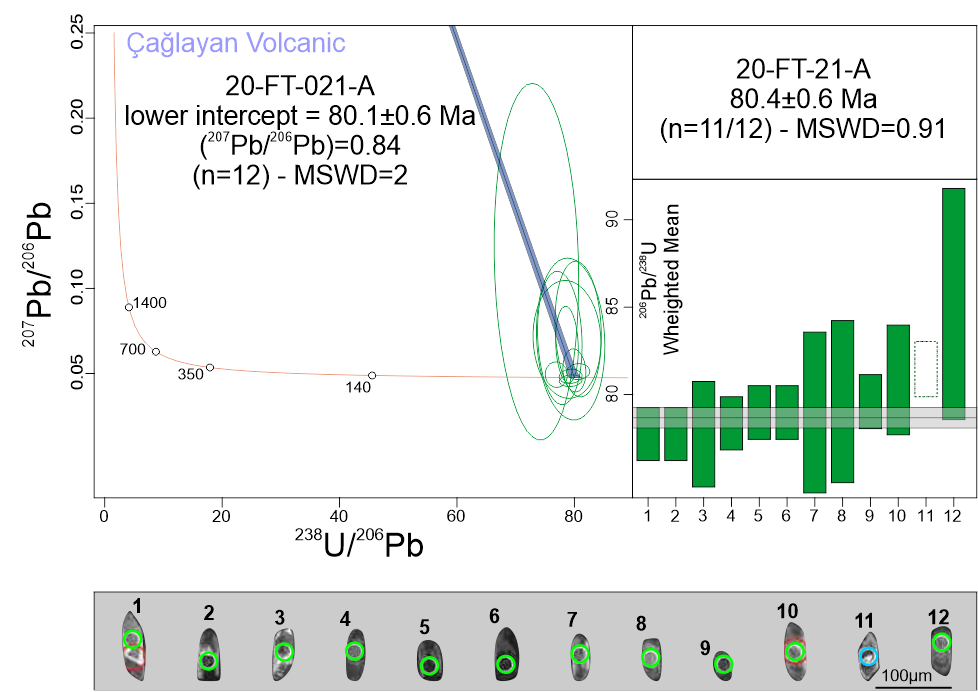 Çağlayan Volcanic
20-FT-021-A
lower intercept = 80.1±0.6 Ma
(²⁰⁷Pb/²⁰⁶Pb)=0.84
(n=12) - MSWD=2
0.25
0.20
0.15
0.10
0.05
²⁰⁷Pb/²⁰⁶Pb
1400
700
350
140
0
20
40
60
80
²³⁸U/²⁰⁶Pb
20-FT-21-A
80.4±0.6 Ma
(n=11/12) - MSWD=0.91
90
85
80
²⁰⁶Pb/²³⁸U
Wheighted Mean
1 2 3 4 5 6 7 8 9 10 11 12
1 2 3 4 5 6 7 8 9 10 11 12
100µm